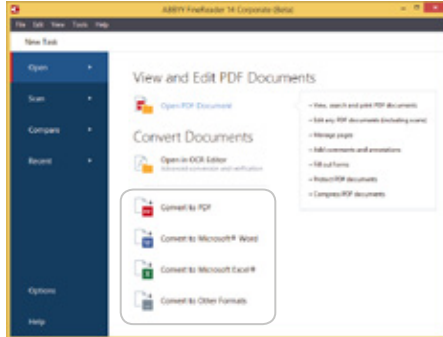 ABBYY FineReader 14 Corporate (Beta)
File Edit View Tools Help
New Task
Open
Scan
Compare
Recent
Options
Help
View and Edit PDF Documents
Open PDF Document
Convert Documents
Open in OCR Editor
Advanced conversion and verification
Convert to PDF
Convert to Microsoft® Word
Convert to Microsoft Excel®
Convert to Other Formats
• View, search and print PDF documents
• Edit any PDF documents (including scans)
• Manage pages
• Add comments and annotations
• Fill out forms
• Protect PDF documents
• Compress PDF documents